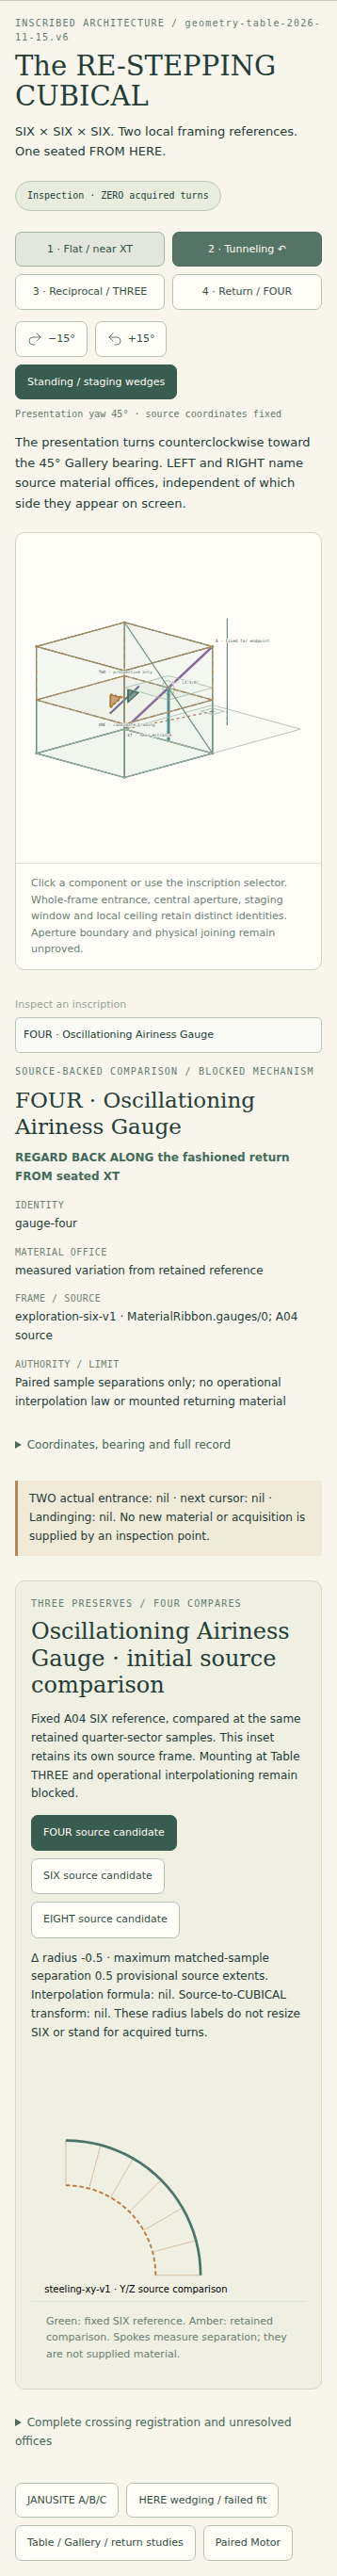 INSCRIBED ARCHITECTURE / geometry-table-2026-
11-15.v6
The RE-STEPPING
CUBICAL
SIX × SIX × SIX. Two local framing references.
One seated FROM HERE.
Inspection · ZERO acquired turns
1 · Flat / near XT
2 · Tunneling ↶
3 · Reciprocal / THREE
4 · Return / FOUR
−15°
+15°
Standing / staging wedges
Presentation yaw 45° · source coordinates fixed
The presentation turns counterclockwise toward
the 45° Gallery bearing. LEFT and RIGHT name
source material offices, independent of which
side they appear on screen.
A · fixed far endpoint
TWO · prospective only
Click a component or use the inscription selector.
Whole-frame entrance, central aperture, staging
window and local ceiling retain distinct identities.
Aperture boundary and physical joining remain
unproved.
Inspect an inscription
FOUR · Oscillationing Airiness Gauge
SOURCE-BACKED COMPARISON / BLOCKED MECHANISM
FOUR · Oscillationing
Airiness Gauge
REGARD BACK ALONG the fashioned return
FROM seated XT
IDENTITY
gauge-four
MATERIAL OFFICE
measured variation from retained reference
FRAME / SOURCE
exploration-six-v1 · MaterialRibbon.gauges/0; A04
source
AUTHORITY / LIMIT
Paired sample separations only; no operational
interpolation law or mounted returning material
▶ Coordinates, bearing and full record
TWO actual entrance: nil · next cursor: nil ·
Landinging: nil. No new material or acquisition is
supplied by an inspection point.
THREE PRESERVES / FOUR COMPARES
Oscillationing Airiness
Gauge · initial source
comparison
Fixed A04 SIX reference, compared at the same
retained quarter-sector samples. This inset
retains its own source frame. Mounting at Table
THREE and operational interpolationing remain
blocked.
FOUR source candidate
SIX source candidate
EIGHT source candidate
Δ radius -0.5 · maximum matched-sample
separation 0.5 provisional source extents.
Interpolation formula: nil. Source-to-CUBICAL
transform: nil. These radius labels do not resize
SIX or stand for acquired turns.
steeling-xy-v1 · Y/Z source comparison
Green: fixed SIX reference. Amber: retained
comparison. Spokes measure separation; they
are not supplied material.
▶ Complete crossing registration and unresolved
offices
JANUSITE A/B/C
HERE wedging / failed fit
Table / Gallery / return studies
Paired Motor